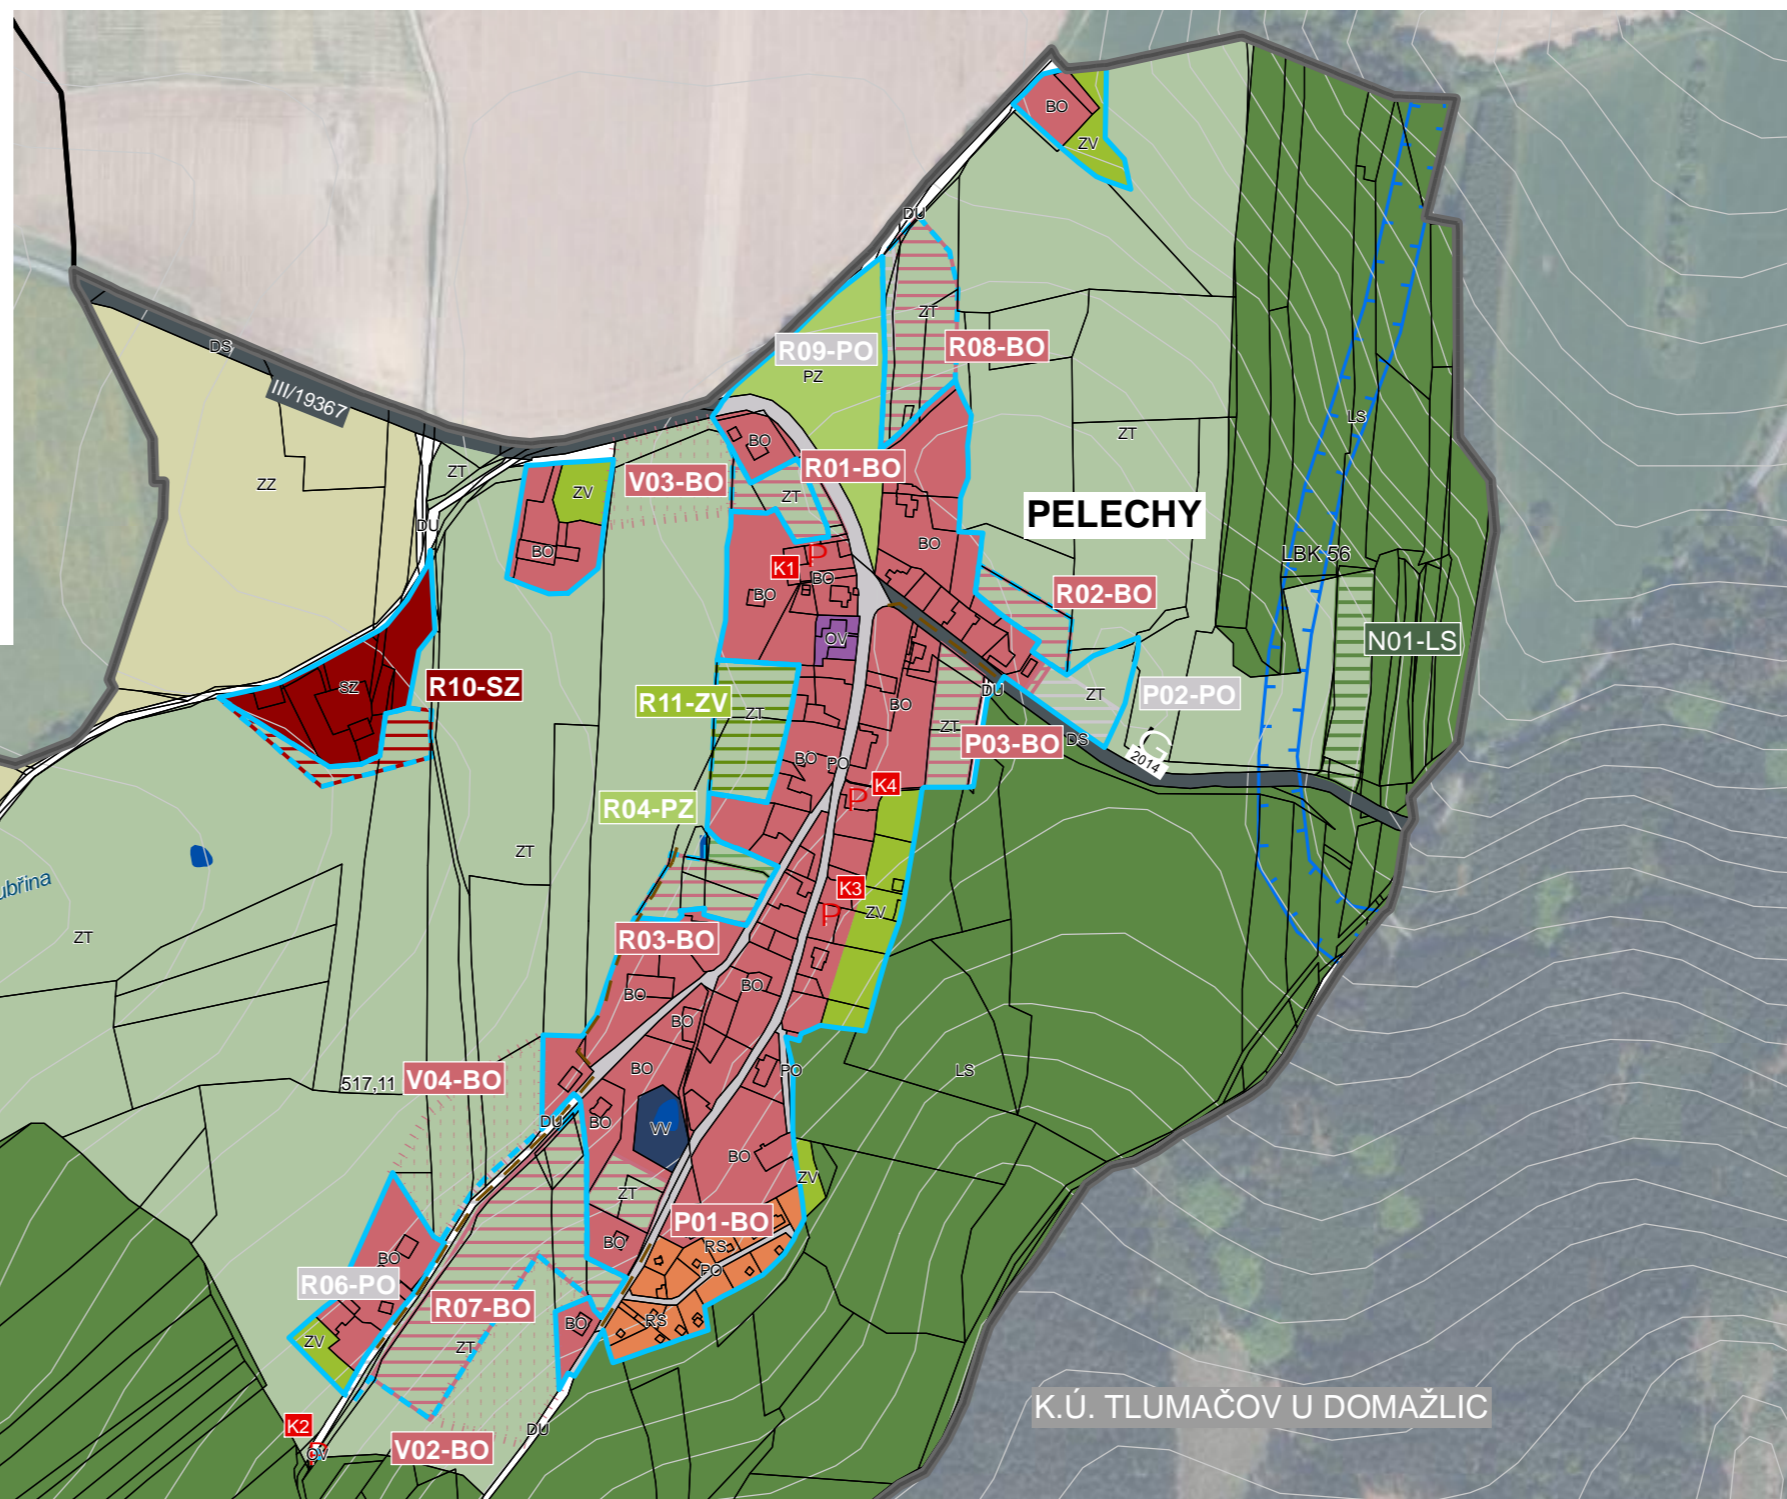 BO
ZV
DU
ZT
R09-PO
R08-BO
PZ
DS
III/19367
LS
ZT
BO
R01-BO
ZT
V03-BO
ZV
ZT
ZZ
ZT
PELECHY
DU
BO
BO
LBK 56
K1
P
BO
BO
R02-BO
OV
N01-LS
SZ
R10-SZ
R11-ZV
ZT
BO
DU
ZT
P02-PO
ZT
P03-BO
DS
2014
BO
PO
K4
P
R04-PZ
ZT
K3
P
ZV
ubřina
ZT
R03-BO
BO
BO
BO
BO
PO
LS
517,11
V04-BO
DU
BO
VV
BO
ZV
ZT
P01-BO
BO
RS
PO
BO
R06-PO
R07-BO
BO
RS
ZV
ZT
K.Ú. TLUMAČOV U DOMAŽLIC
K2
OV
V02-BO
DU